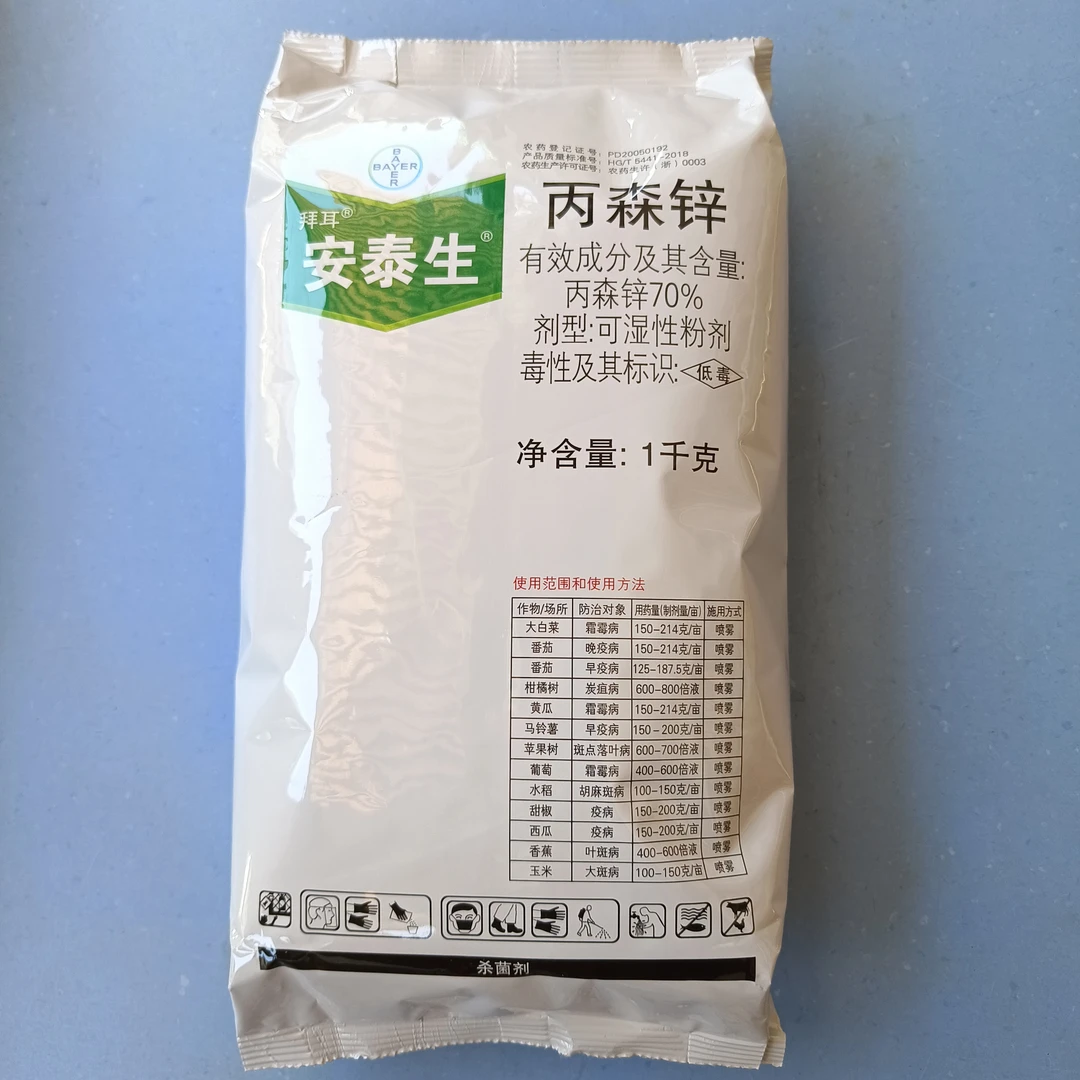 BAYER
BAYER
拜耳®
安泰生®
农药登记证号: PD20050192
产品质量标准号: HG/T 5441-2018
农药生产许可证号: 农药生许(浙)0003
丙森锌
有效成分及其含量:
丙森锌70%
剂型:可湿性粉剂
毒性及其标识: 低毒
净含量: 1千克
使用范围和使用方法
作物/场所 防治对象 用药量(制剂量/亩) 施用方式
大白菜 霜霉病 150-214克/亩 喷雾
番茄 晚疫病 150-214克/亩 喷雾
番茄 早疫病 125-187.5克/亩 喷雾
柑橘树 炭疽病 600-800倍液 喷雾
黄瓜 霜霉病 150-214克/亩 喷雾
马铃薯 早疫病 150-200克/亩 喷雾
苹果树 斑点落叶病 600-700倍液 喷雾
葡萄 霜霉病 400-600倍液 喷雾
水稻 胡麻斑病 100-150克/亩 喷雾
甜椒 疫病 150-200克/亩 喷雾
西瓜 疫病 150-200克/亩 喷雾
香蕉 叶斑病 400-600倍液 喷雾
玉米 大斑病 100-150克/亩 喷雾
杀菌剂